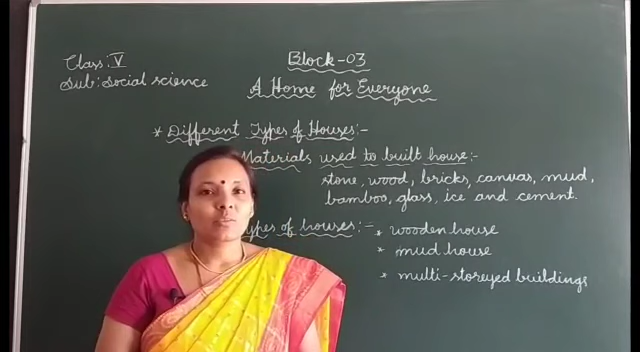 Class: V
Block-03
Sub: Social science
A Home for Everyone
* Different Types of Houses:-
Materials used to built house:-
stone, wood, bricks, canvas, mud,
bamboo, glass, ice and cement.
ypes of houses:- * wooden house
* mud house
* multi-storeyed buildings